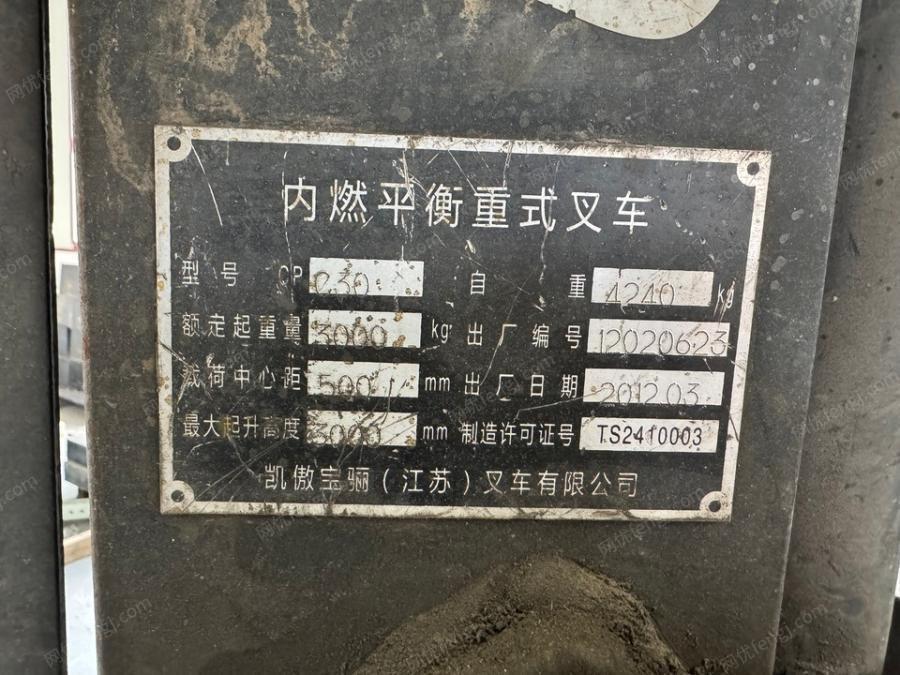 内燃平衡重式叉车
型号 CP C30 自重 4240 kg
额定起重量 3000 kg 出厂编号 12020623
载荷中心距 500 mm 出厂日期 2012.03
最大起升高度 3000 mm 制造许可证号 TS2410003
凯傲宝骊(江苏)叉车有限公司